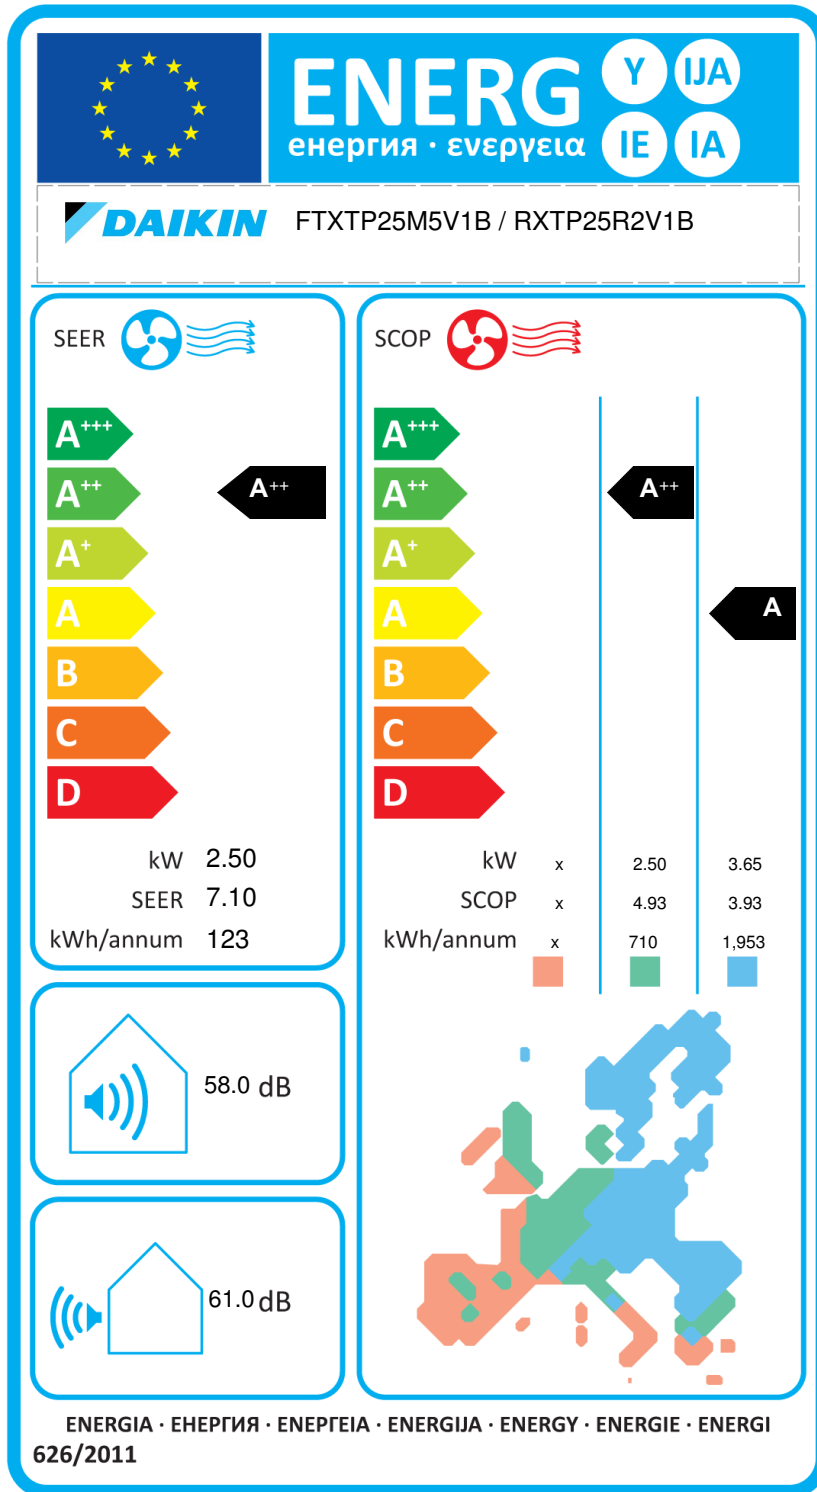 ENERG
енергия · ενεργεια
Y
IJA
IE
IA
DAIKIN
FTXTP25M5V1B / RXTP25R2V1B
SEER
A+++
A++
A+
A
B
C
D
A++
kW 2.50
SEER 7.10
kWh/annum 123
SCOP
A+++
A++
A+
A
B
C
D
A++
A
kW x 2.50 3.65
SCOP x 4.93 3.93
kWh/annum x 710 1,953
58.0 dB
61.0 dB
ENERGIA · ЕНЕРГИЯ · ΕΝΕΡΓΕΙΑ · ENERGIJA · ENERGY · ENERGIE · ENERGI
626/2011